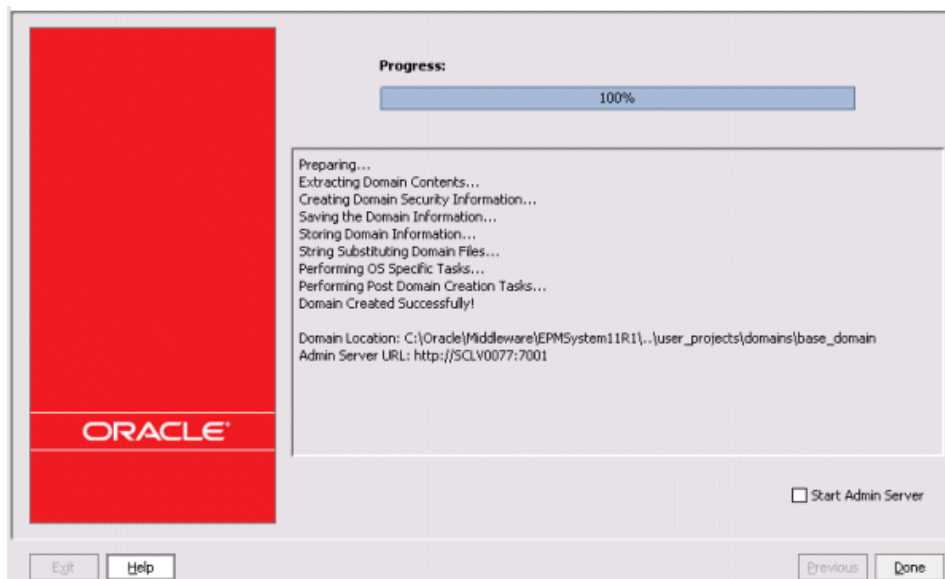 Progress:
100%
Preparing...
Extracting Domain Contents...
Creating Domain Security Information...
Saving the Domain Information...
Storing Domain Information...
String Substituting Domain Files...
Performing OS Specific Tasks...
Performing Post Domain Creation Tasks...
Domain Created Successfully!
Domain Location: C:\Oracle\Middleware\EPMSystem11R1\..\user_projects\domains\base_domain
Admin Server URL: http://SCLV0077:7001
ORACLE®
Start Admin Server
Exit
Help
Previous
Done